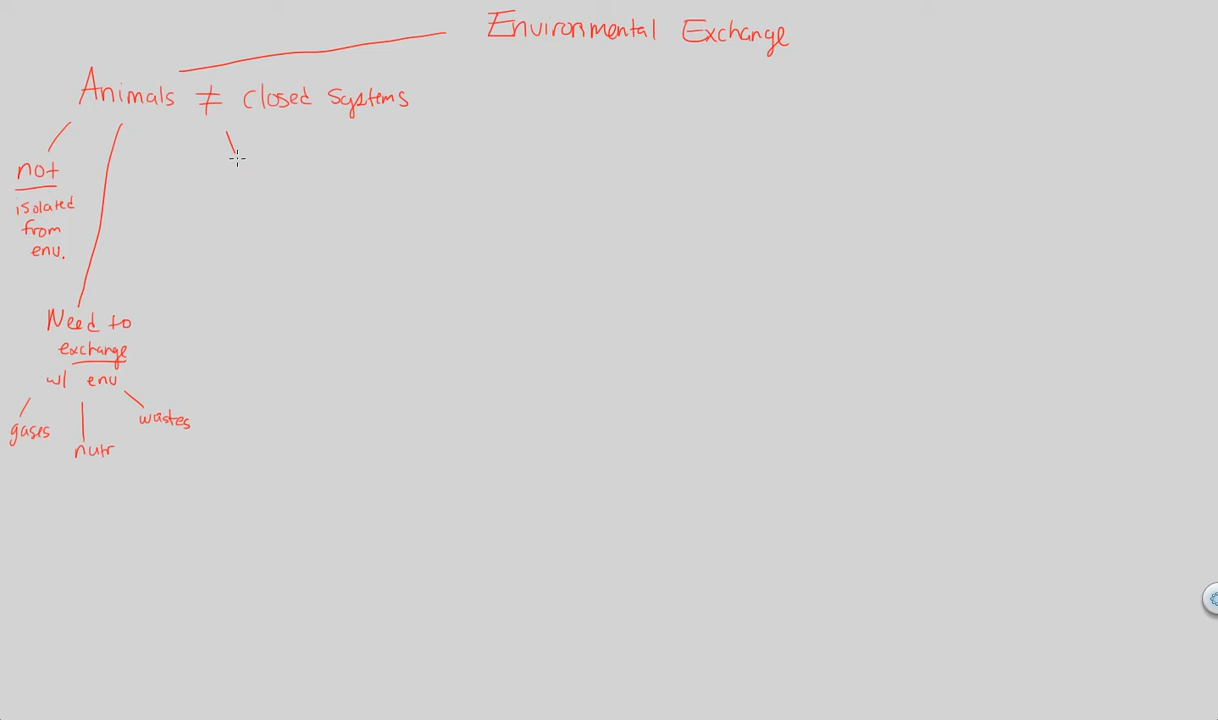 Environmental Exchange
Animals ≠ closed systems
not
isolated
from
env.
Need to
exchange
w/ env
gases
nutr
wastes